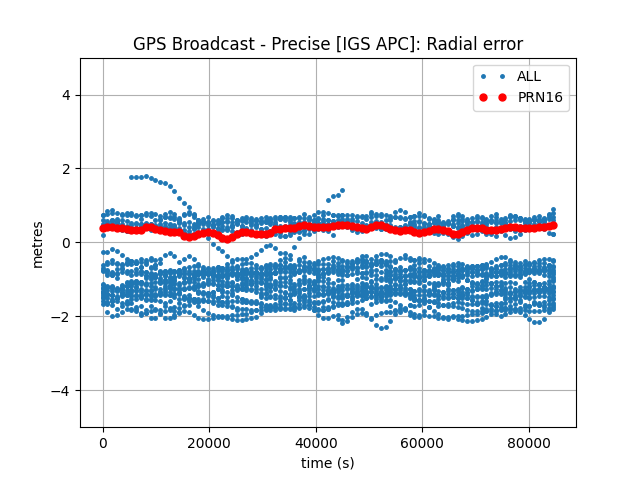 GPS Broadcast - Precise [IGS APC]: Radial error
ALL
PRN16
metres
4
2
0
−2
−4
0
20000
40000
60000
80000
time (s)